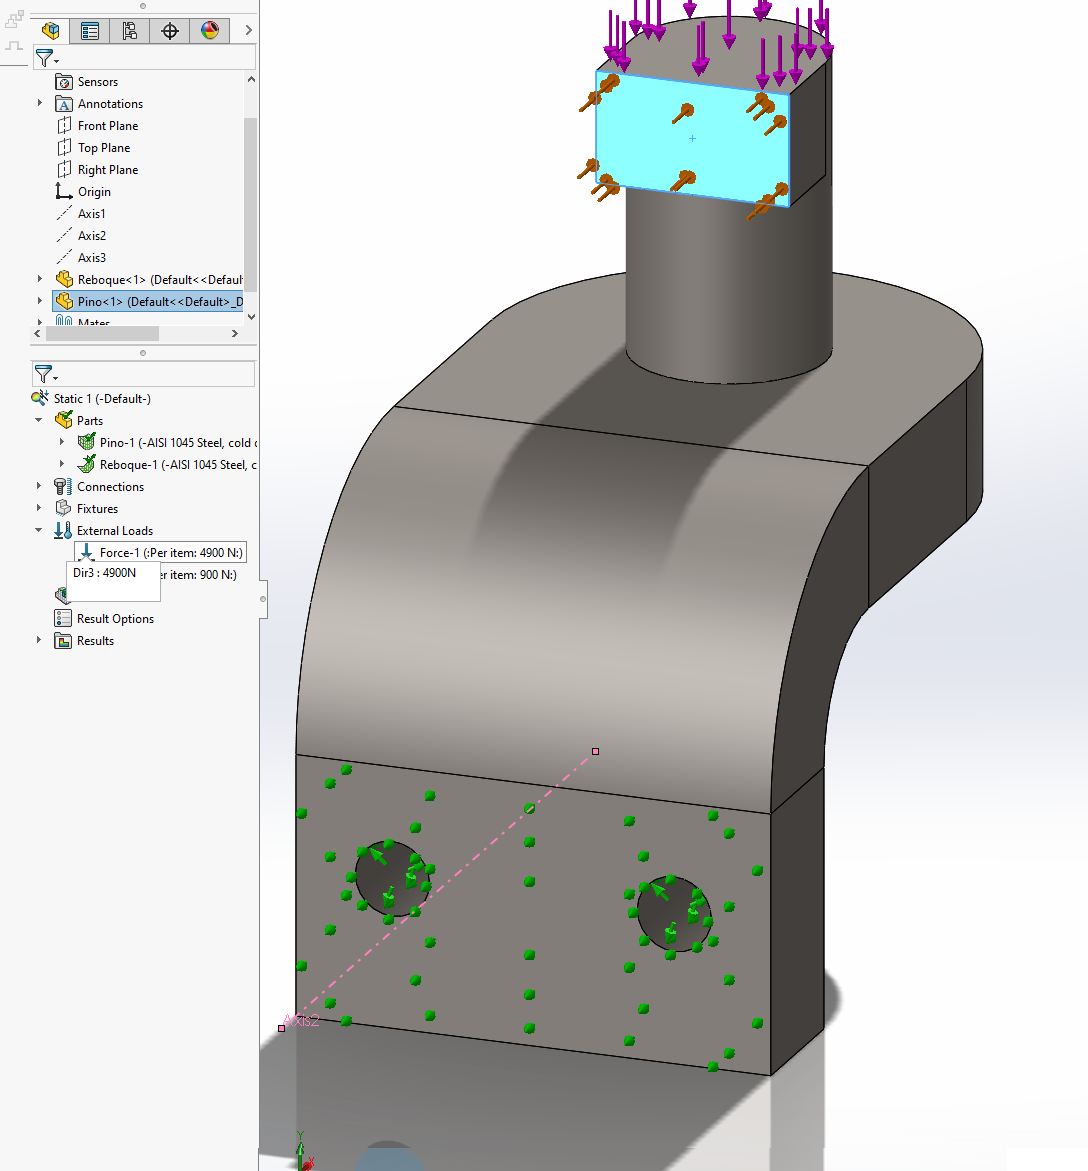 Sensors
Annotations
Front Plane
Top Plane
Right Plane
Origin
Axis1
Axis2
Axis3
Reboque<1> (Default<<Defaul
Pino<1> (Default<<Default>_D
Mates
Static 1 (-Default-)
Parts
Pino-1 (-AISI 1045 Steel, cold
Reboque-1 (-AISI 1045 Steel, c
Connections
Fixtures
External Loads
Force-1 (:Per item: 4900 N:)
Dir3 : 4900N
er item: 900 N:)
Result Options
Results
Axis2
Y
X